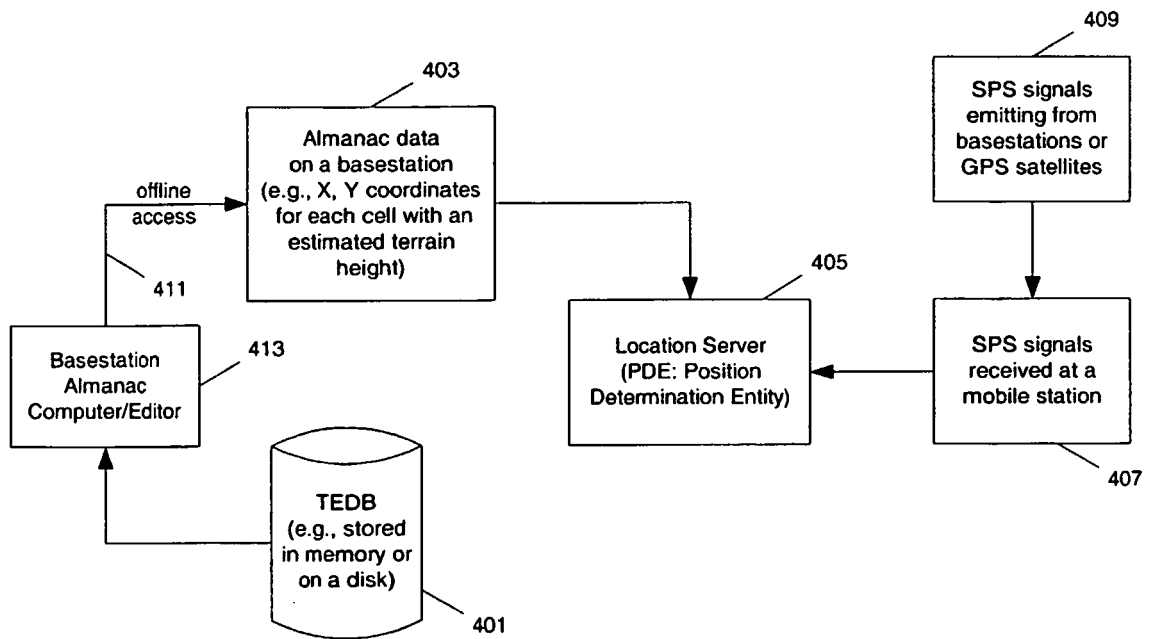 403
Almanac data
on a basestation
(e.g., X, Y coordinates
for each cell with an
estimated terrain
height)
offline
access
411
Basestation
Almanac
Computer/Editor
413
TEDB
(e.g., stored
in memory or
on a disk)
401
405
Location Server
(PDE: Position
Determination Entity)
409
SPS signals
emitting from
basestations or
GPS satellites
SPS signals
received at a
mobile station
407